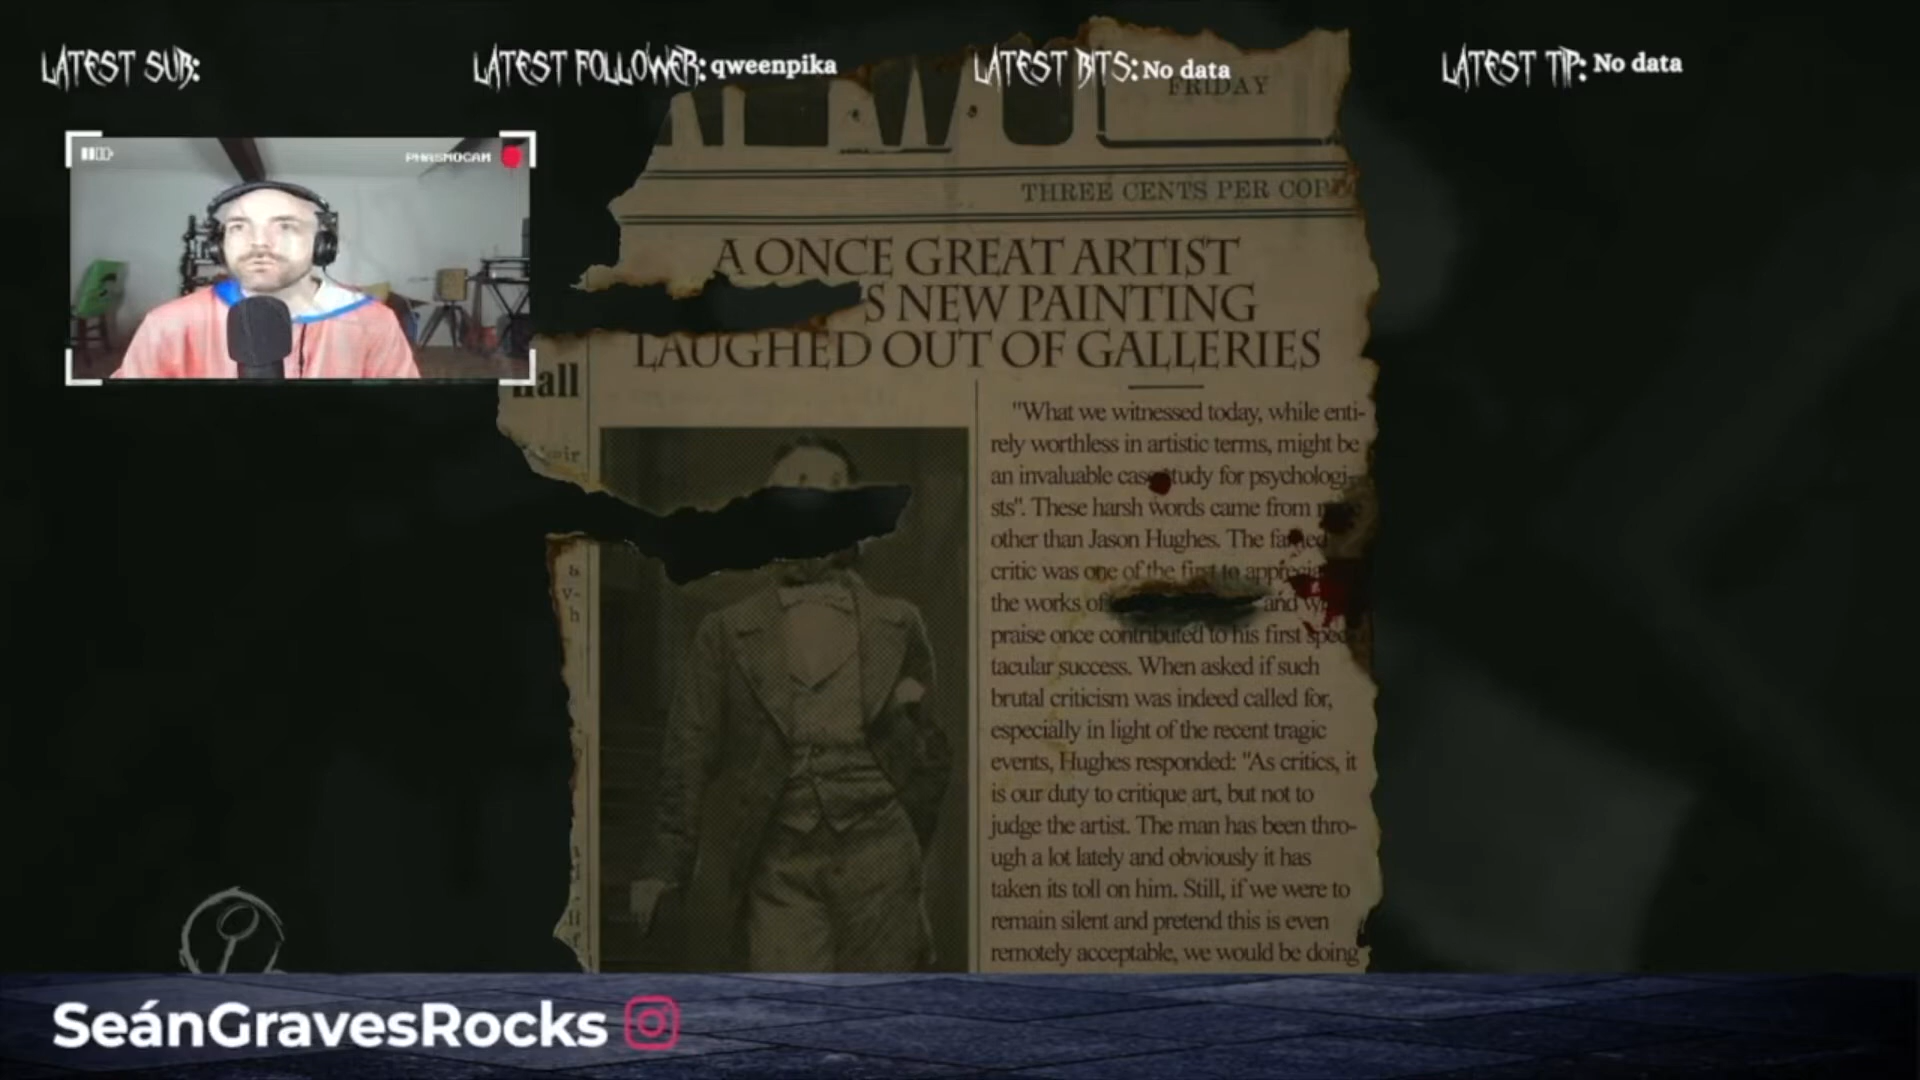 LATEST SUB:
LATEST FOLLOWER: qweenpika
LATEST BITS: No data
LATEST TIP: No data
PHASMOCAM
FRIDAY
THREE CENTS PER COP
A ONCE GREAT ARTIST
S NEW PAINTING
LAUGHED OUT OF GALLERIES
"What we witnessed today, while enti-
rely worthless in artistic terms, might be
an invaluable case study for psychologi-
sts". These harsh words came from
other than Jason Hughes. The famed
critic was one of the first to
the works of and
praise once contributed to his first spec-
tacular success. When asked if such
brutal criticism was indeed called for,
especially in light of the recent tragic
events, Hughes responded: "As critics, it
is our duty to critique art, but not to
judge the artist. The man has been thro-
ugh a lot lately and obviously it has
taken its toll on him. Still, if we were to
remain silent and pretend this is even
remotely acceptable, we would be doing
SeánGravesRocks